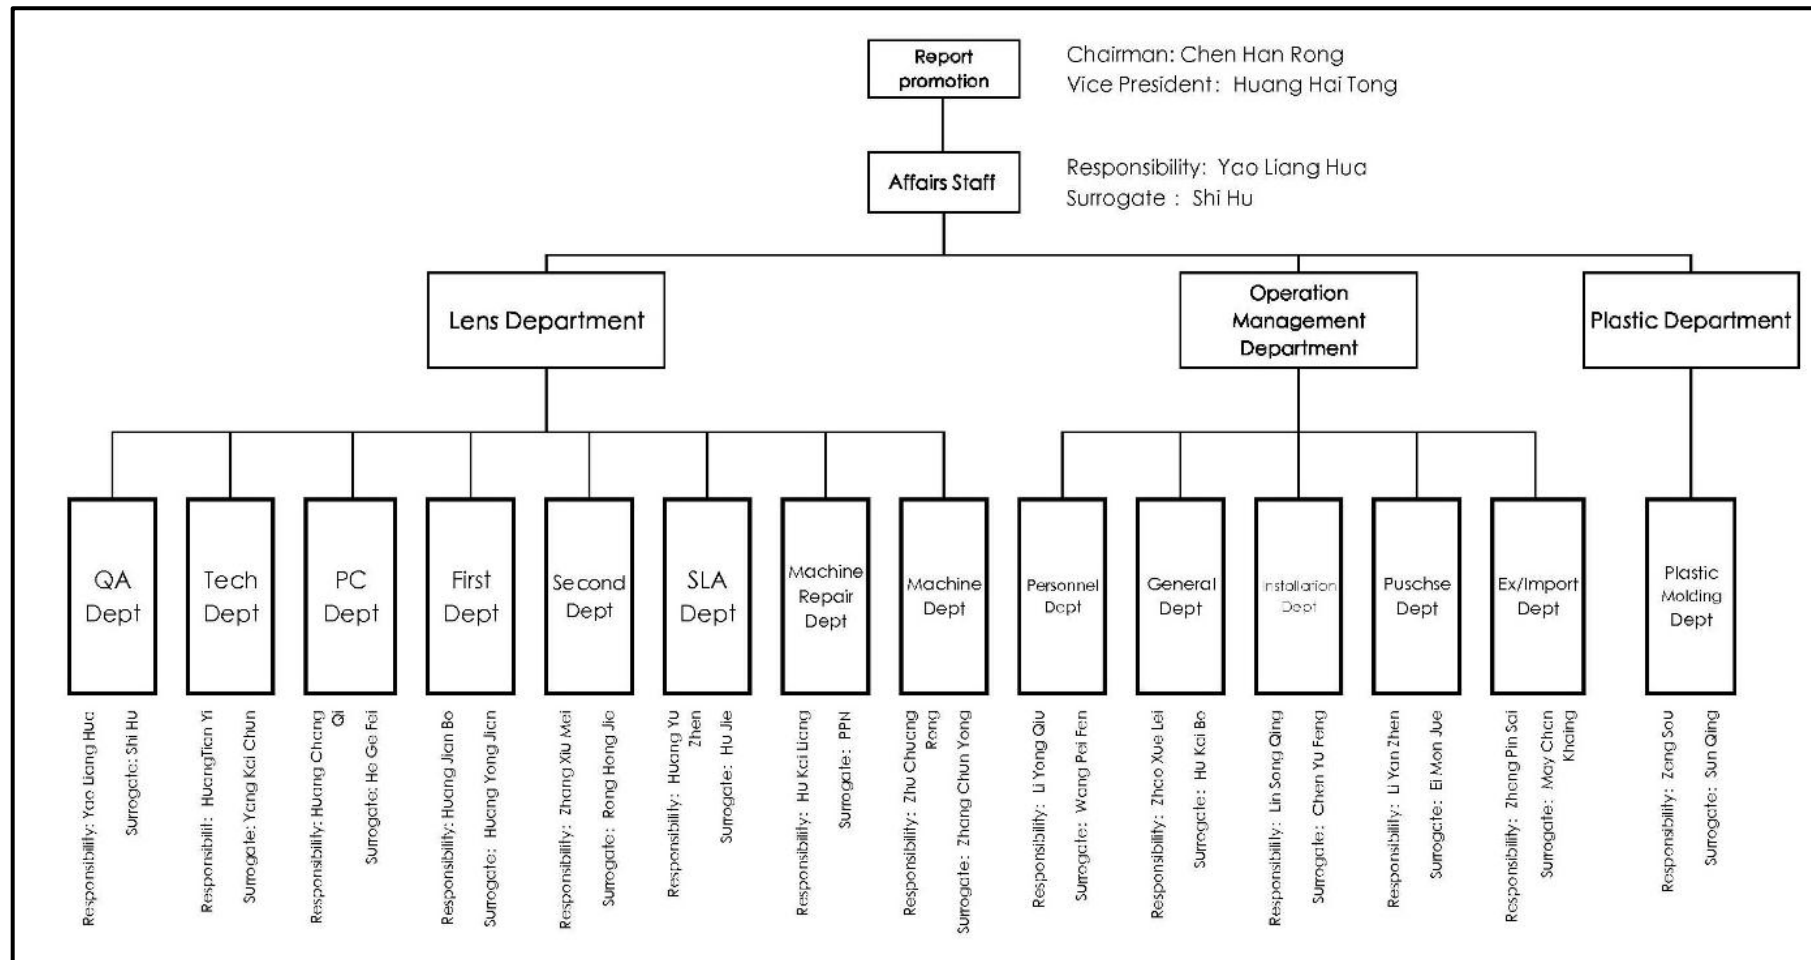 Report
promotion
Chairman: Chen Han Rong
Vice President: Huang Hai Tong
Affairs Staff
Responsibility: Yao Liang Hua
Surrogate : Shi Hu
Lens Department
Operation
Management
Department
Plastic Department
QA
Dept
Tech
Dept
PC
Dept
First
Dept
Second
Dept
SLA
Dept
Machine
Repair
Dept
Machine
Dept
Personnel
Dept
General
Dept
Installation
Dept
Puschse
Dept
Ex/Import
Dept
Plastic
Molding
Dept
Responsibility: Yao Liang Hua
Surrogate: Shi Hu
Responsibilit: HuangTian Yi
Surrogate: Yang Kai Chun
Responsibility: Huang Chang
Qi
Surrogate: He Ge Fei
Responsibility: Huang Jian Bo
Surrogate: Huang Yong Jian
Responsibility: Zhang Xiu Mei
Surrogate: Rong Hong Jie
Responsibility: Huang Yu
Zhen
Surrogate: Hu Jie
Responsibility: Hu Kai Liang
Surrogate: PPN
Responsibility: Zhu Chuang
Rong
Surrogate: Zhang Chun Yong
Responsibility: Li Yong Qiu
Surrogate: Wang Pei Fen
Responsibility: Zhao Xue Lei
Surrogate: Hu Kai Bo
Responsibility: Lin Song Qing
Surrogate: Chen Yu Feng
Responsibility: Li Yan Zhen
Surrogate: Ei Mon Jue
Responsibility: Zheng Pin Sai
Surrogate: May Chan
Khaing
Responsibility: Zeng Sou
Surrogate: Sun Qing